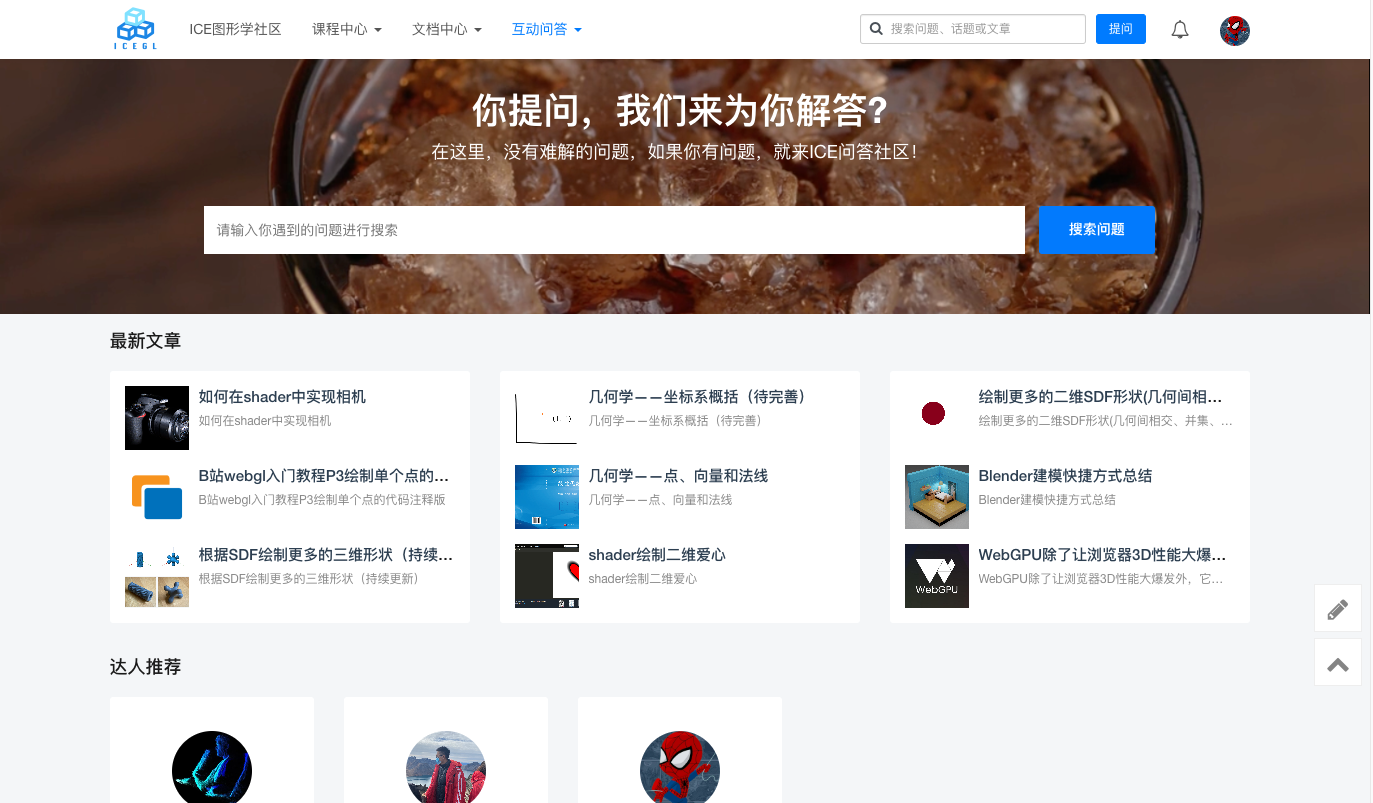 ICEGL
ICE图形学社区
课程中心
文档中心
互动问答
搜索问题、话题或文章
提问
你提问，我们来为你解答?
在这里，没有难解的问题，如果你有问题，就来ICE问答社区！
请输入你遇到的问题进行搜索
搜索问题
最新文章
如何在shader中实现相机
如何在shader中实现相机
B站webgl入门教程P3绘制单个点的...
B站webgl入门教程P3绘制单个点的代码注释版
根据SDF绘制更多的三维形状（持续...
根据SDF绘制更多的三维形状（持续更新）
几何学——坐标系概括（待完善）
几何学——坐标系概括（待完善）
几何学——点、向量和法线
几何学——点、向量和法线
shader绘制二维爱心
shader绘制二维爱心
绘制更多的二维SDF形状(几何间相...
绘制更多的二维SDF形状(几何间相交、并集、...
Blender建模快捷方式总结
Blender建模快捷方式总结
WebGPU
WebGPU除了让浏览器3D性能大爆...
WebGPU除了让浏览器3D性能大爆发外，它...
达人推荐